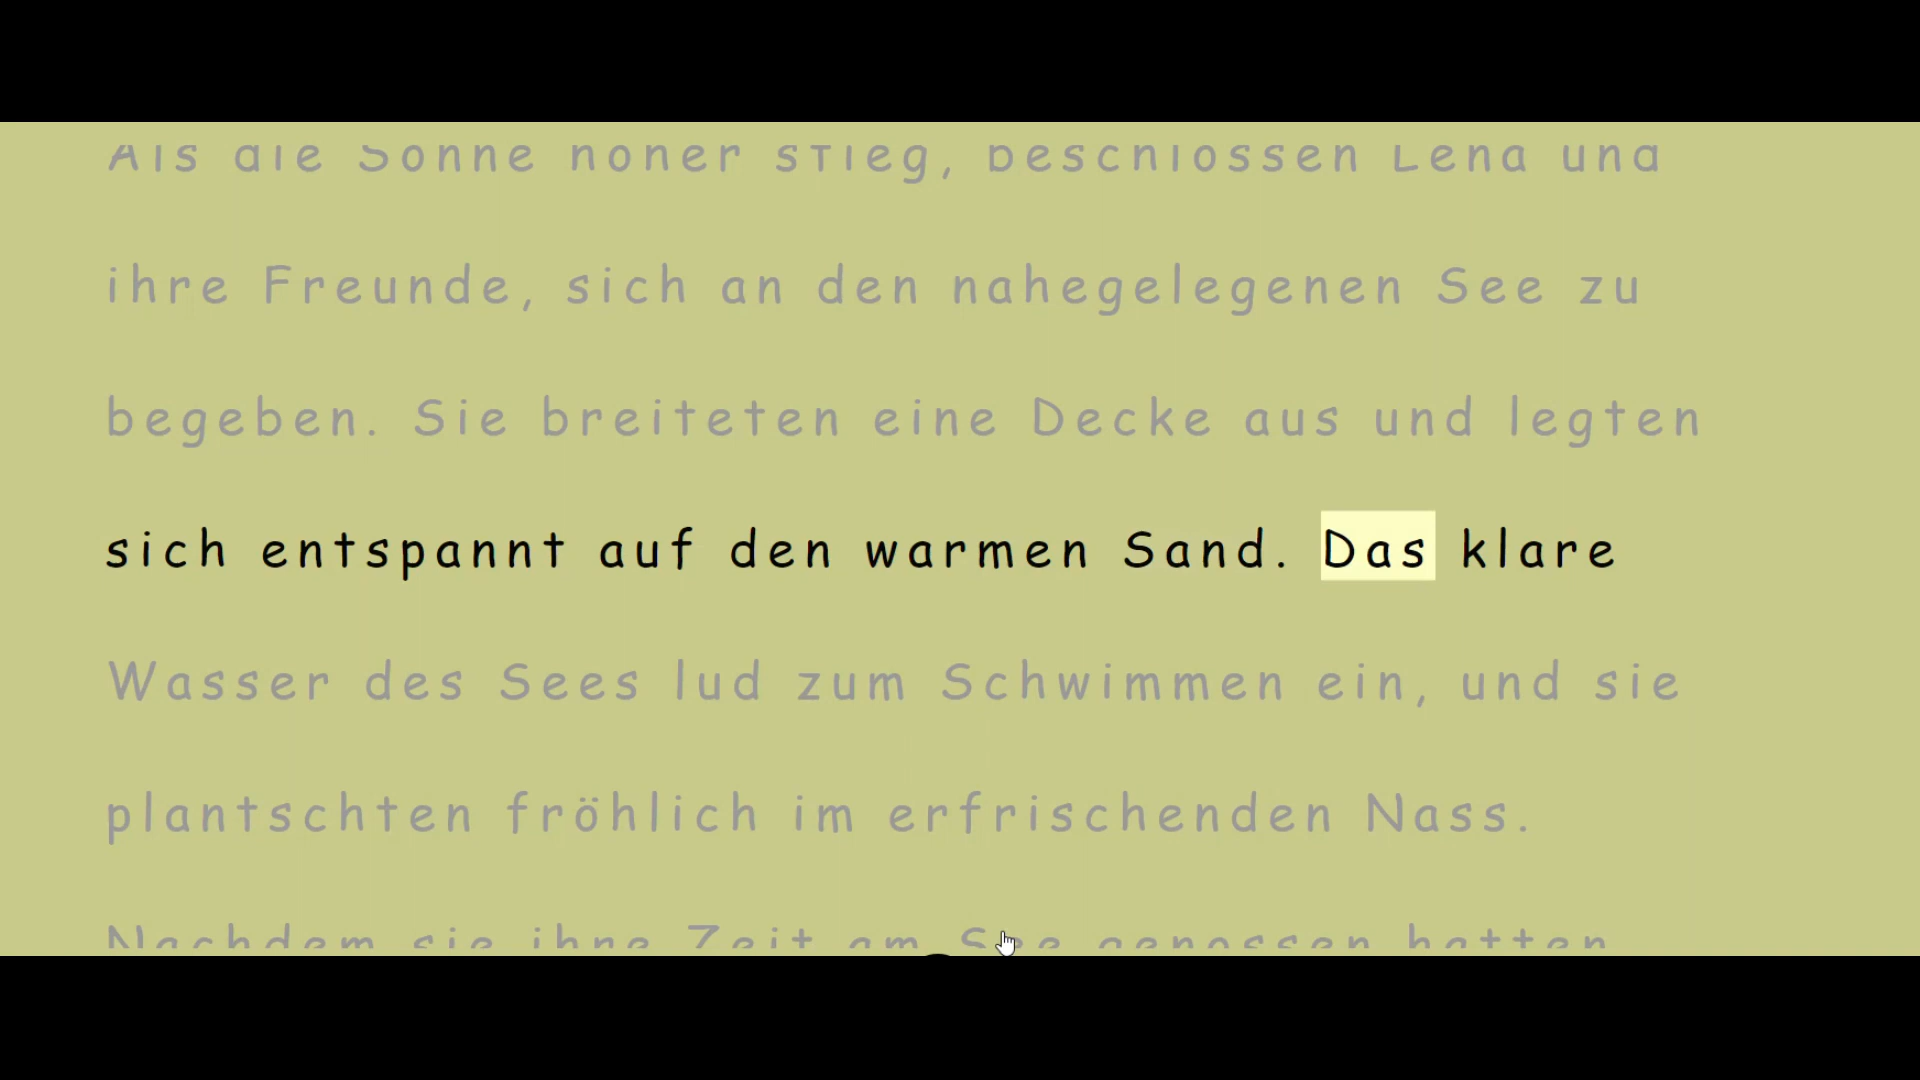 Als die Sonne höher stieg, beschlossen Lena und
ihre Freunde, sich an den nahegelegenen See zu
begeben. Sie breiteten eine Decke aus und legten
sich entspannt auf den warmen Sand. Das klare
Wasser des Sees lud zum Schwimmen ein, und sie
plantschten fröhlich im erfrischenden Nass.
Nachdem sie ihre Zeit am See genossen hatten